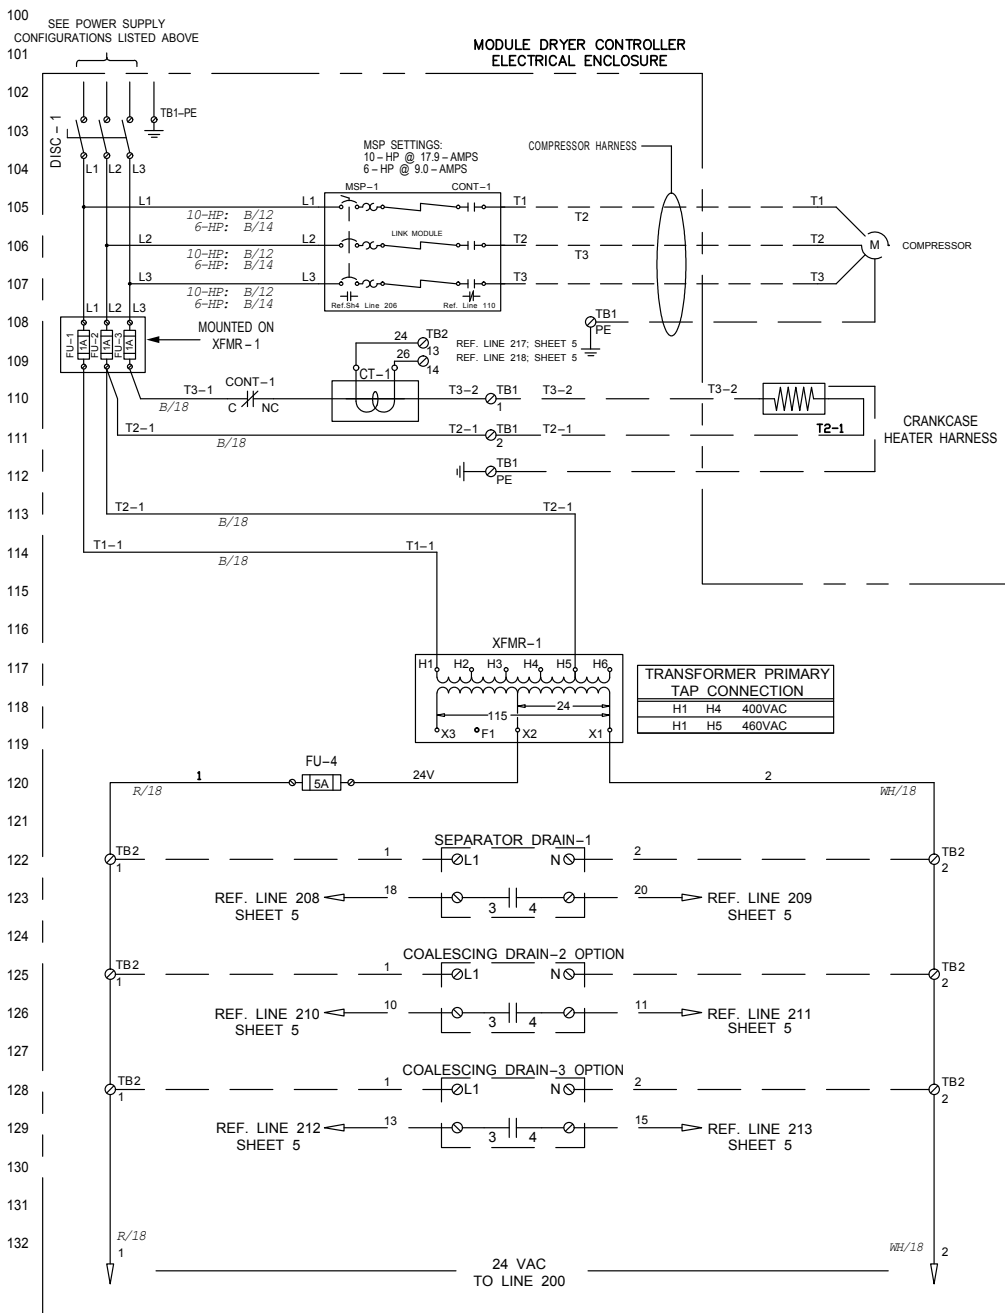 100
SEE POWER SUPPLY
CONFIGURATIONS LISTED ABOVE
101
MODULE DRYER CONTROLLER
ELECTRICAL ENCLOSURE
102
TB1-PE
103
DISC-1
MSP SETTINGS:
10-HP @ 17.9-AMPS
6-HP @ 9.0-AMPS
COMPRESSOR HARNESS
104
L1 L2 L3
MSP-1 CONT-1
105
L1 L1 T1 T1
10-HP: B/12
6-HP: B/14
T2
106
L2 L2 LINK MODULE T2 T2
M COMPRESSOR
10-HP: B/12
6-HP: B/14
T3
107
L3 L3 T3 T3
10-HP: B/12
6-HP: B/14
Ref.Sh4 Line 206 Ref. Line 110
L1 L2 L3
108
TB1
PE
FU-1 1A FU-2 1A FU-3 1A
MOUNTED ON
XFMR-1
24 TB2
13
REF. LINE 217; SHEET 5
109
26
14
REF. LINE 218; SHEET 5
CT-1
CONT-1
110
T3-1 T3-2 TB1 T3-2 T3-2
1
B/18
C NC
CRANKCASE
HEATER HARNESS
111
T2-1 T2-1 TB1 T2-1 T2-1
2
B/18
112
TB1
PE
113
T2-1 T2-1
B/18
114
T1-1 T1-1
B/18
115
116
XFMR-1
117
H1 H2 H3 H4 H5 H6
TRANSFORMER PRIMARY
TAP CONNECTION
118
24
115
H1 H4 400VAC
H1 H5 460VAC
X3 F1 X2 X1
119
FU-4
120
1 5A 24V 2
R/18 WH/18
121
SEPARATOR DRAIN-1
122
TB2 1 L1 N 2 TB2
1 2
123
REF. LINE 208
SHEET 5
18 3 4 20
REF. LINE 209
SHEET 5
124
COALESCING DRAIN-2 OPTION
125
TB2 1 L1 N 2 TB2
1 2
126
REF. LINE 210
SHEET 5
10 3 4 11
REF. LINE 211
SHEET 5
127
COALESCING DRAIN-3 OPTION
128
TB2 1 L1 N 2 TB2
1 2
129
REF. LINE 212
SHEET 5
13 3 4 15
REF. LINE 213
SHEET 5
130
131
132
R/18
1
WH/18 2
24 VAC
TO LINE 200